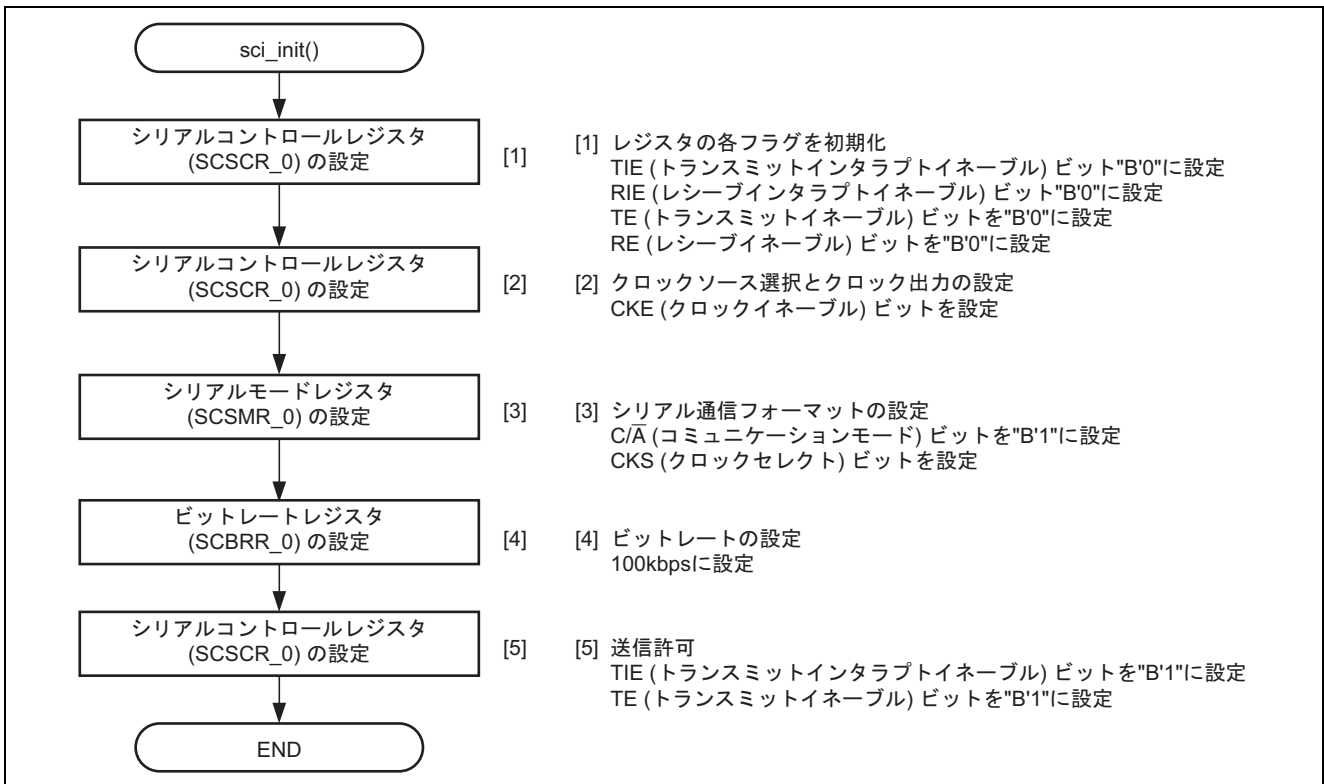 sci_init()
シリアルコントロールレジスタ
(SCSCR_0) の設定
[1]
[1] レジスタの各フラグを初期化
TIE (トランスミットインタラプトイネーブル) ビット"B'0"に設定
RIE (レシーブインタラプトイネーブル) ビット"B'0"に設定
TE (トランスミットイネーブル) ビットを"B'0"に設定
RE (レシーブイネーブル) ビットを"B'0"に設定
シリアルコントロールレジスタ
(SCSCR_0) の設定
[2]
[2] クロックソース選択とクロック出力の設定
CKE (クロックイネーブル) ビットを設定
シリアルモードレジスタ
(SCSMR_0) の設定
[3]
[3] シリアル通信フォーマットの設定
C/A̅ (コミュニケーションモード) ビットを"B'1"に設定
CKS (クロックセレクト) ビットを設定
ビットレートレジスタ
(SCBRR_0) の設定
[4]
[4] ビットレートの設定
100kbpsに設定
シリアルコントロールレジスタ
(SCSCR_0) の設定
[5]
[5] 送信許可
TIE (トランスミットインタラプトイネーブル) ビットを"B'1"に設定
TE (トランスミットイネーブル) ビットを"B'1"に設定
END